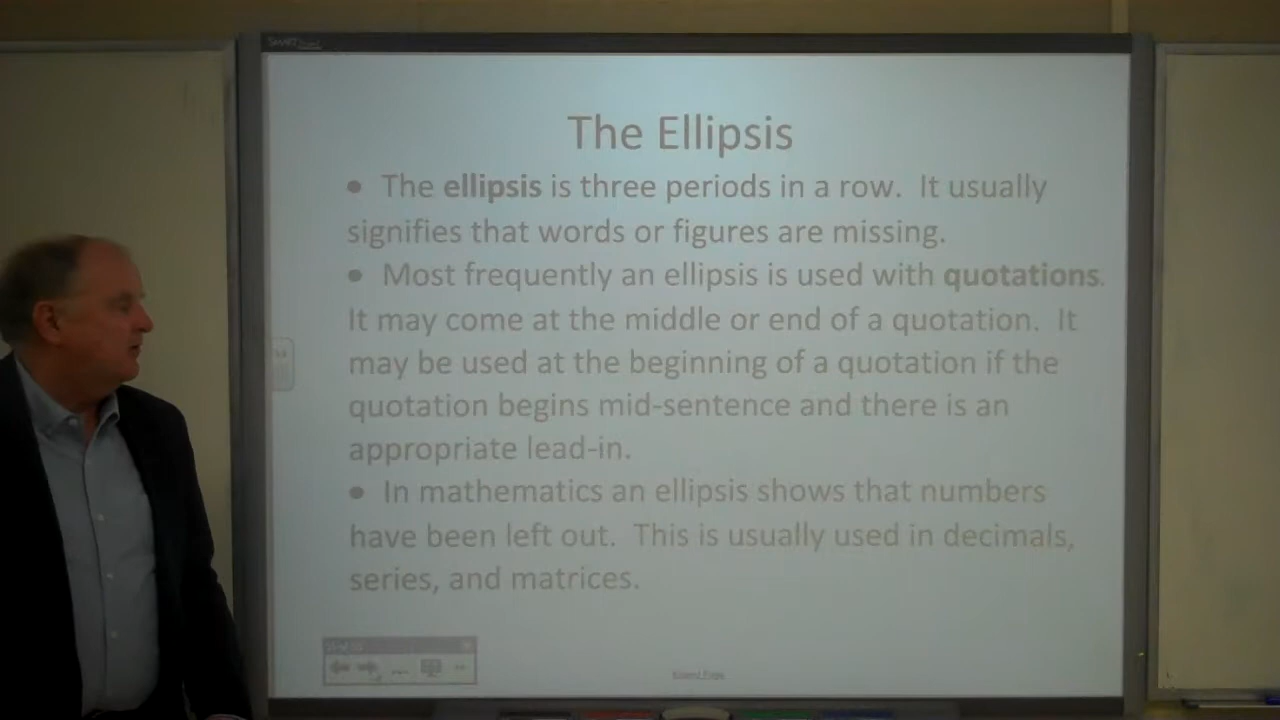 SMART
The Ellipsis
• The ellipsis is three periods in a row. It usually
signifies that words or figures are missing.
• Most frequently an ellipsis is used with quotations.
It may come at the middle or end of a quotation. It
may be used at the beginning of a quotation if the
quotation begins mid-sentence and there is an
appropriate lead-in.
• In mathematics an ellipsis shows that numbers
have been left out. This is usually used in decimals,
series, and matrices.